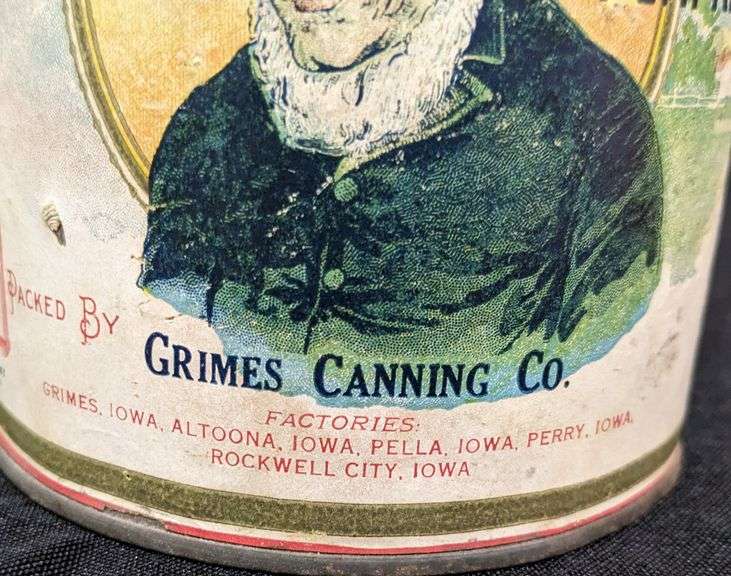 PACKED BY
GRIMES CANNING CO.
FACTORIES:
GRIMES, IOWA, ALTOONA, IOWA, PELLA, IOWA, PERRY, IOWA,
ROCKWELL CITY, IOWA